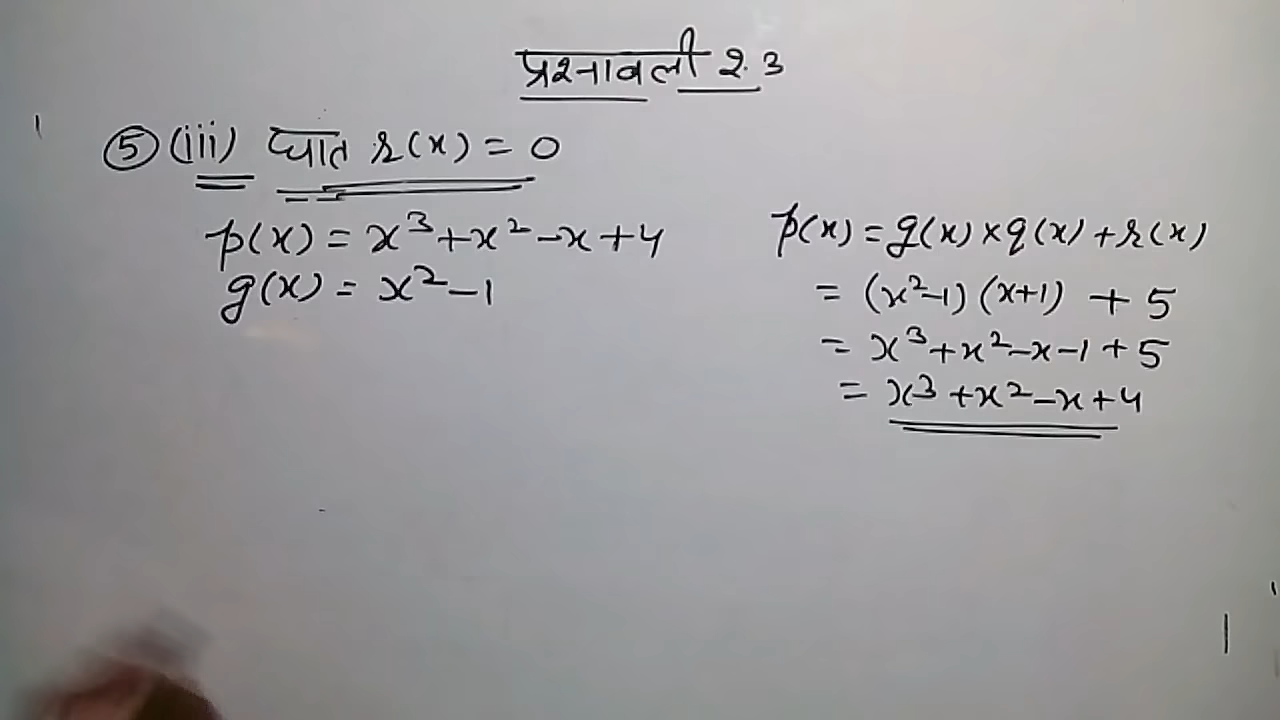 प्रश्नावली 2.3
⑤ (iii) घात r(x) = 0
p(x) = x³+x²-x+4
g(x) = x²-1
p(x) = g(x) × q(x) + r(x)
= (x²-1) (x+1) + 5
= x³+x²-x-1+5
= x³+x²-x+4